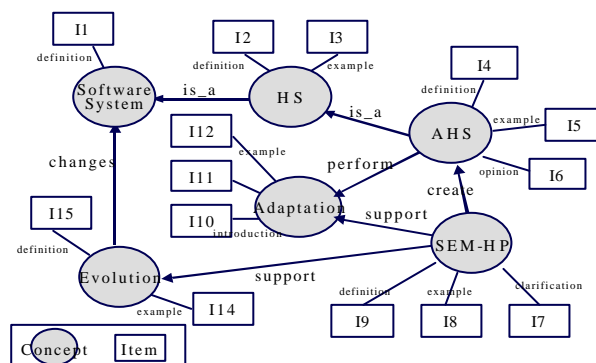 I1
I2
I3
definition
definition
example
I4
Software
System
is_a
HS
definition
example
I5
is_a
I12
AHS
changes
example
perform
opinion
I6
I11
create
I15
I10
Adaptation
support
introduction
SEM-HP
definition
Evolution
support
definition
example
clarification
example
I14
I9
I8
I7
Concept
Item